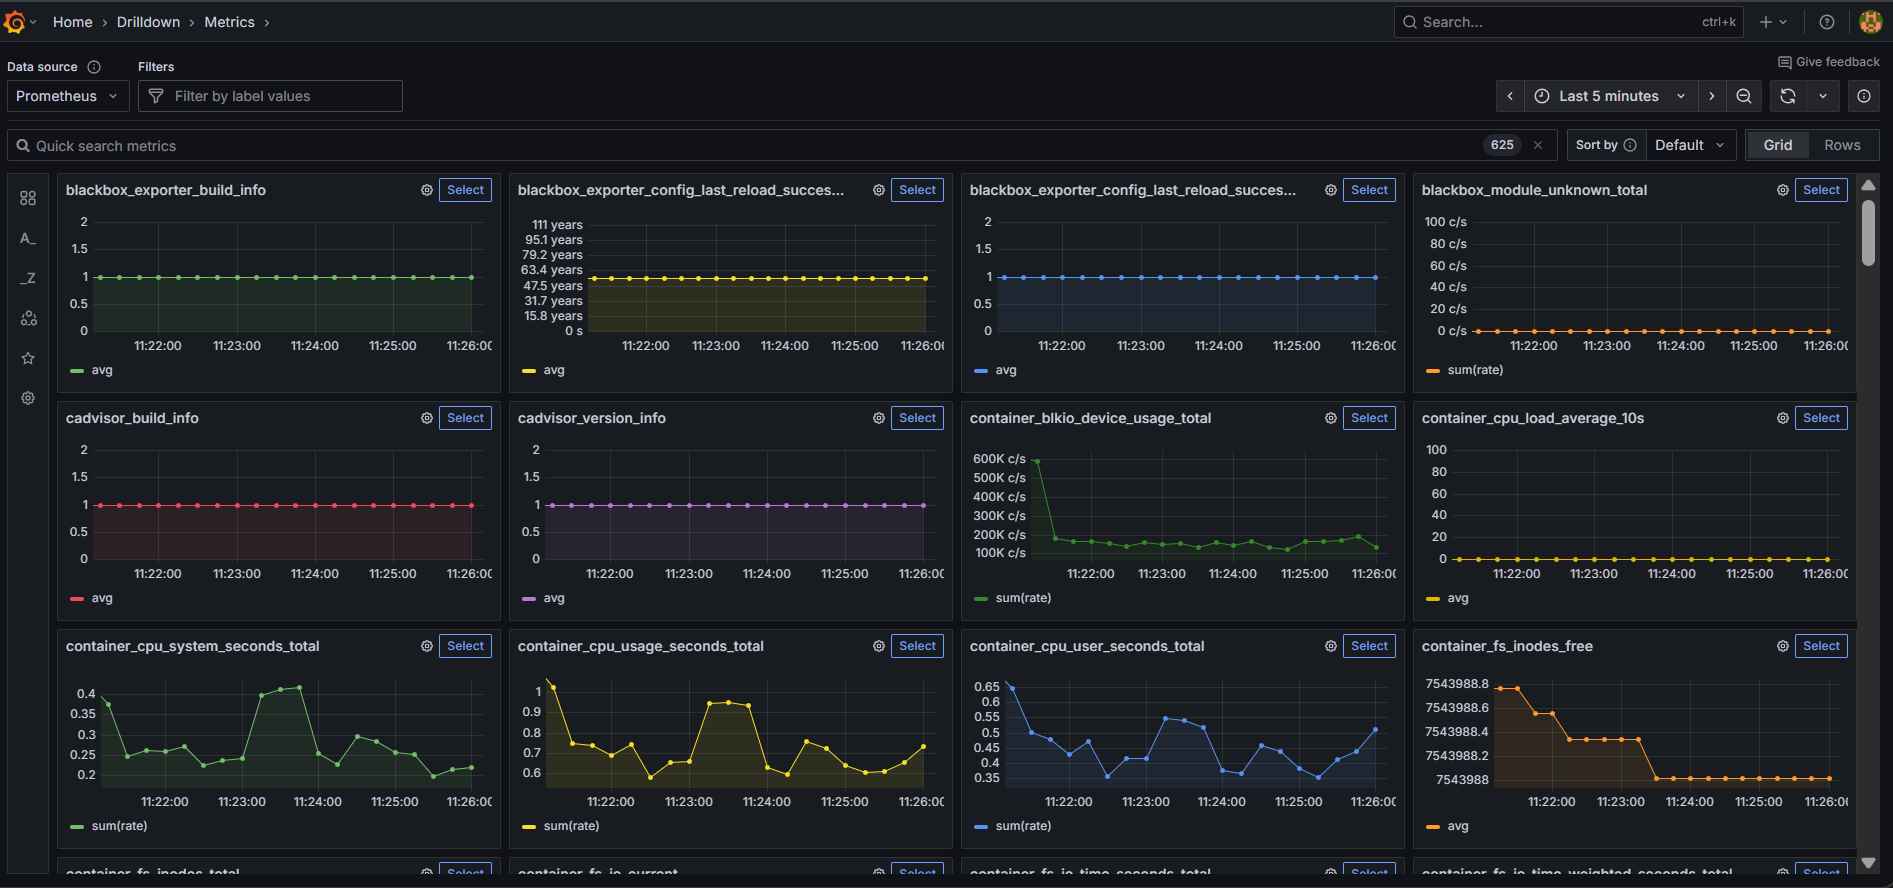 Home › Drilldown › Metrics ›
Search... ctrl+k
Give feedback
Data source Filters
Prometheus Filter by label values Last 5 minutes
Quick search metrics 625 Sort by Default Grid Rows
A_
_Z
blackbox_exporter_build_info Select
2
1.5
1
0.5
0
11:22:00 11:23:00 11:24:00 11:25:00 11:26:00
avg
blackbox_exporter_config_last_reload_succes... Select
111 years
95.1 years
79.2 years
63.4 years
47.5 years
31.7 years
15.8 years
0 s
11:22:00 11:23:00 11:24:00 11:25:00 11:26:00
avg
blackbox_exporter_config_last_reload_succes... Select
2
1.5
1
0.5
0
11:22:00 11:23:00 11:24:00 11:25:00 11:26:00
avg
blackbox_module_unknown_total Select
100 c/s
80 c/s
60 c/s
40 c/s
20 c/s
0 c/s
11:22:00 11:23:00 11:24:00 11:25:00 11:26:00
sum(rate)
cadvisor_build_info Select
2
1.5
1
0.5
0
11:22:00 11:23:00 11:24:00 11:25:00 11:26:00
avg
cadvisor_version_info Select
2
1.5
1
0.5
0
11:22:00 11:23:00 11:24:00 11:25:00 11:26:00
avg
container_blkio_device_usage_total Select
600K c/s
500K c/s
400K c/s
300K c/s
200K c/s
100K c/s
11:22:00 11:23:00 11:24:00 11:25:00 11:26:00
sum(rate)
container_cpu_load_average_10s Select
100
80
60
40
20
0
11:22:00 11:23:00 11:24:00 11:25:00 11:26:00
avg
container_cpu_system_seconds_total Select
0.4
0.35
0.3
0.25
0.2
11:22:00 11:23:00 11:24:00 11:25:00 11:26:00
sum(rate)
container_cpu_usage_seconds_total Select
1
0.9
0.8
0.7
0.6
11:22:00 11:23:00 11:24:00 11:25:00 11:26:00
sum(rate)
container_cpu_user_seconds_total Select
0.65
0.6
0.55
0.5
0.45
0.4
0.35
11:22:00 11:23:00 11:24:00 11:25:00 11:26:00
sum(rate)
container_fs_inodes_free Select
7543988.8
7543988.6
7543988.4
7543988.2
7543988
11:22:00 11:23:00 11:24:00 11:25:00 11:26:00
avg
container_fs_inodes_total Select
container_fs_io_current Select
container_fs_io_time_seconds_total Select
container_fs_io_time_weighted_seconds_total Select